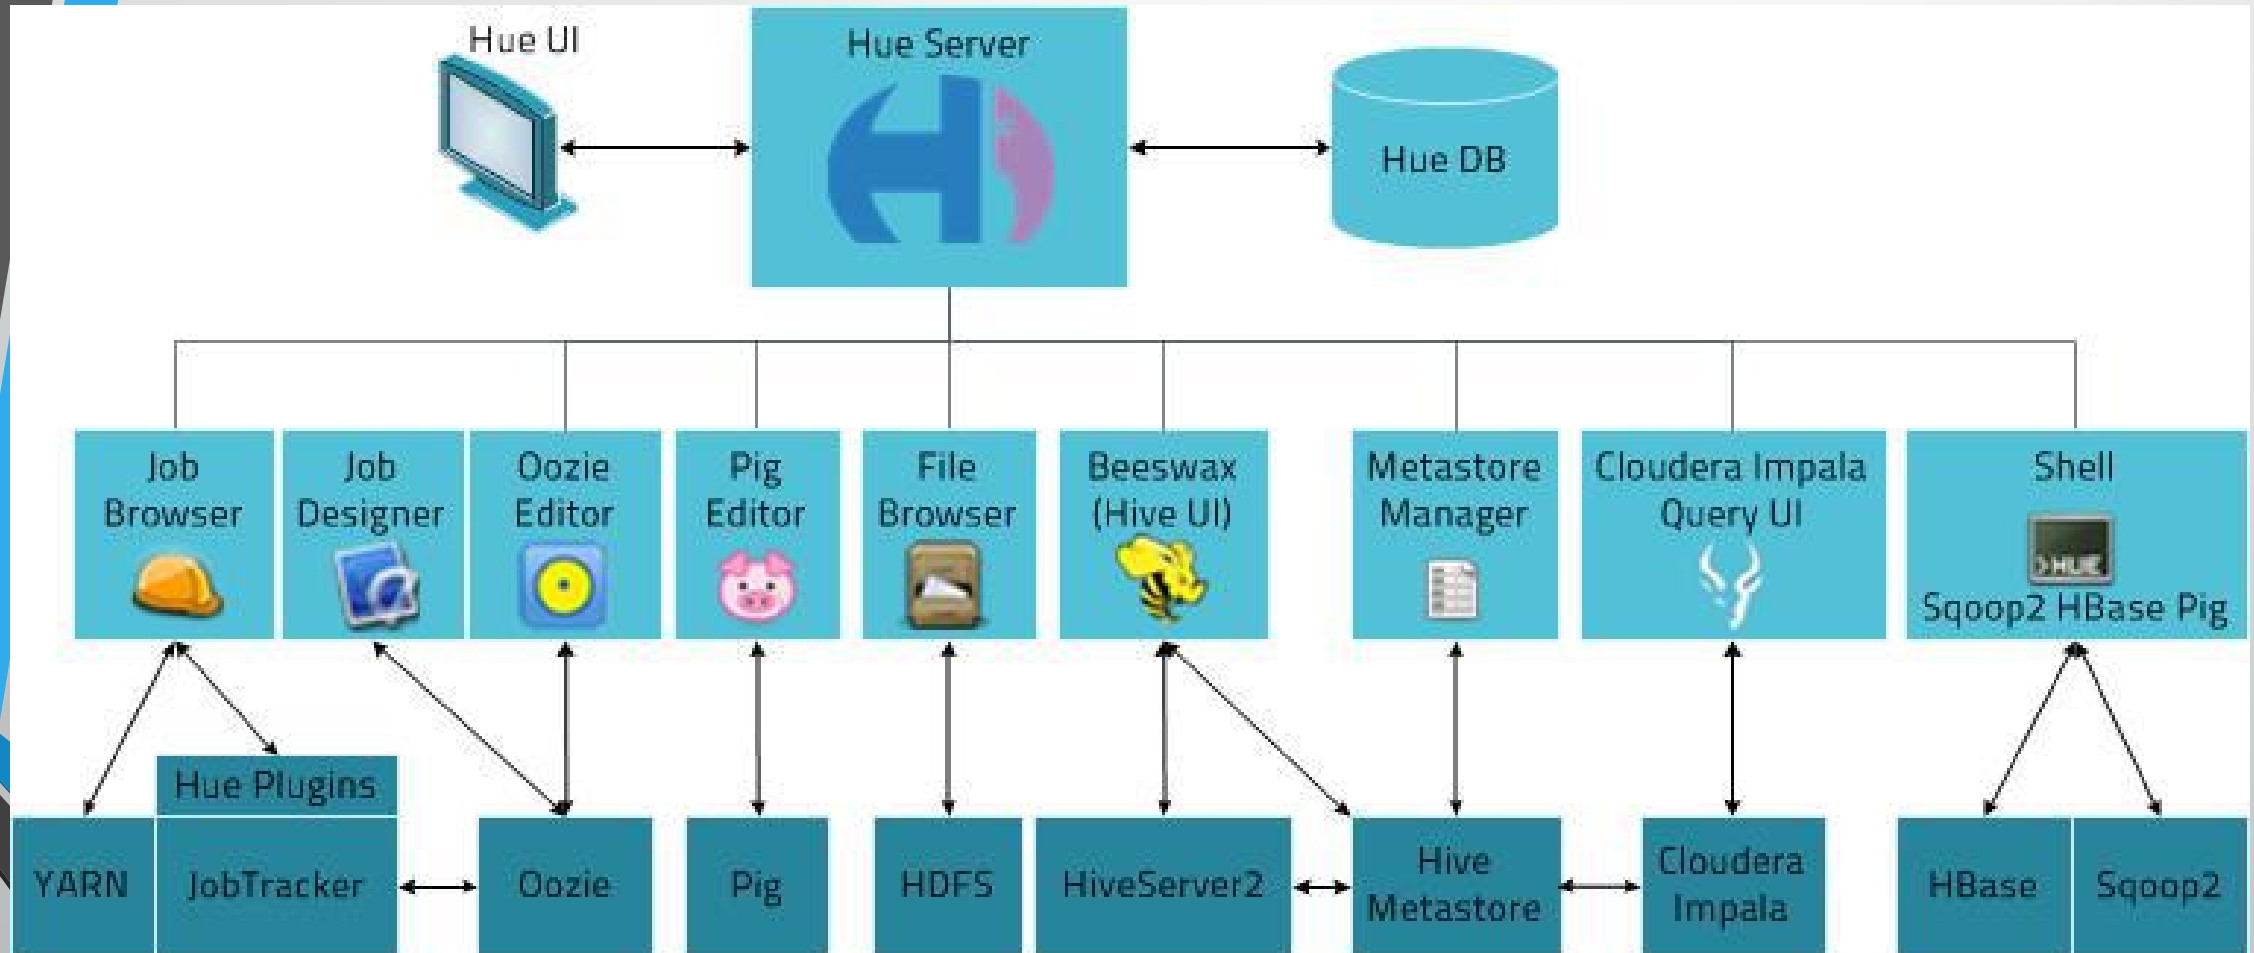 Hue UI
Hue Server
Hue DB
Job
Browser
Job
Designer
Oozie
Editor
Pig
Editor
File
Browser
Beeswax
(Hive UI)
Metastore
Manager
Cloudera Impala
Query UI
Shell
>HUE
Sqoop2 HBase Pig
Hue Plugins
YARN
JobTracker
Oozie
Pig
HDFS
HiveServer2
Hive
Metastore
Cloudera
Impala
HBase
Sqoop2